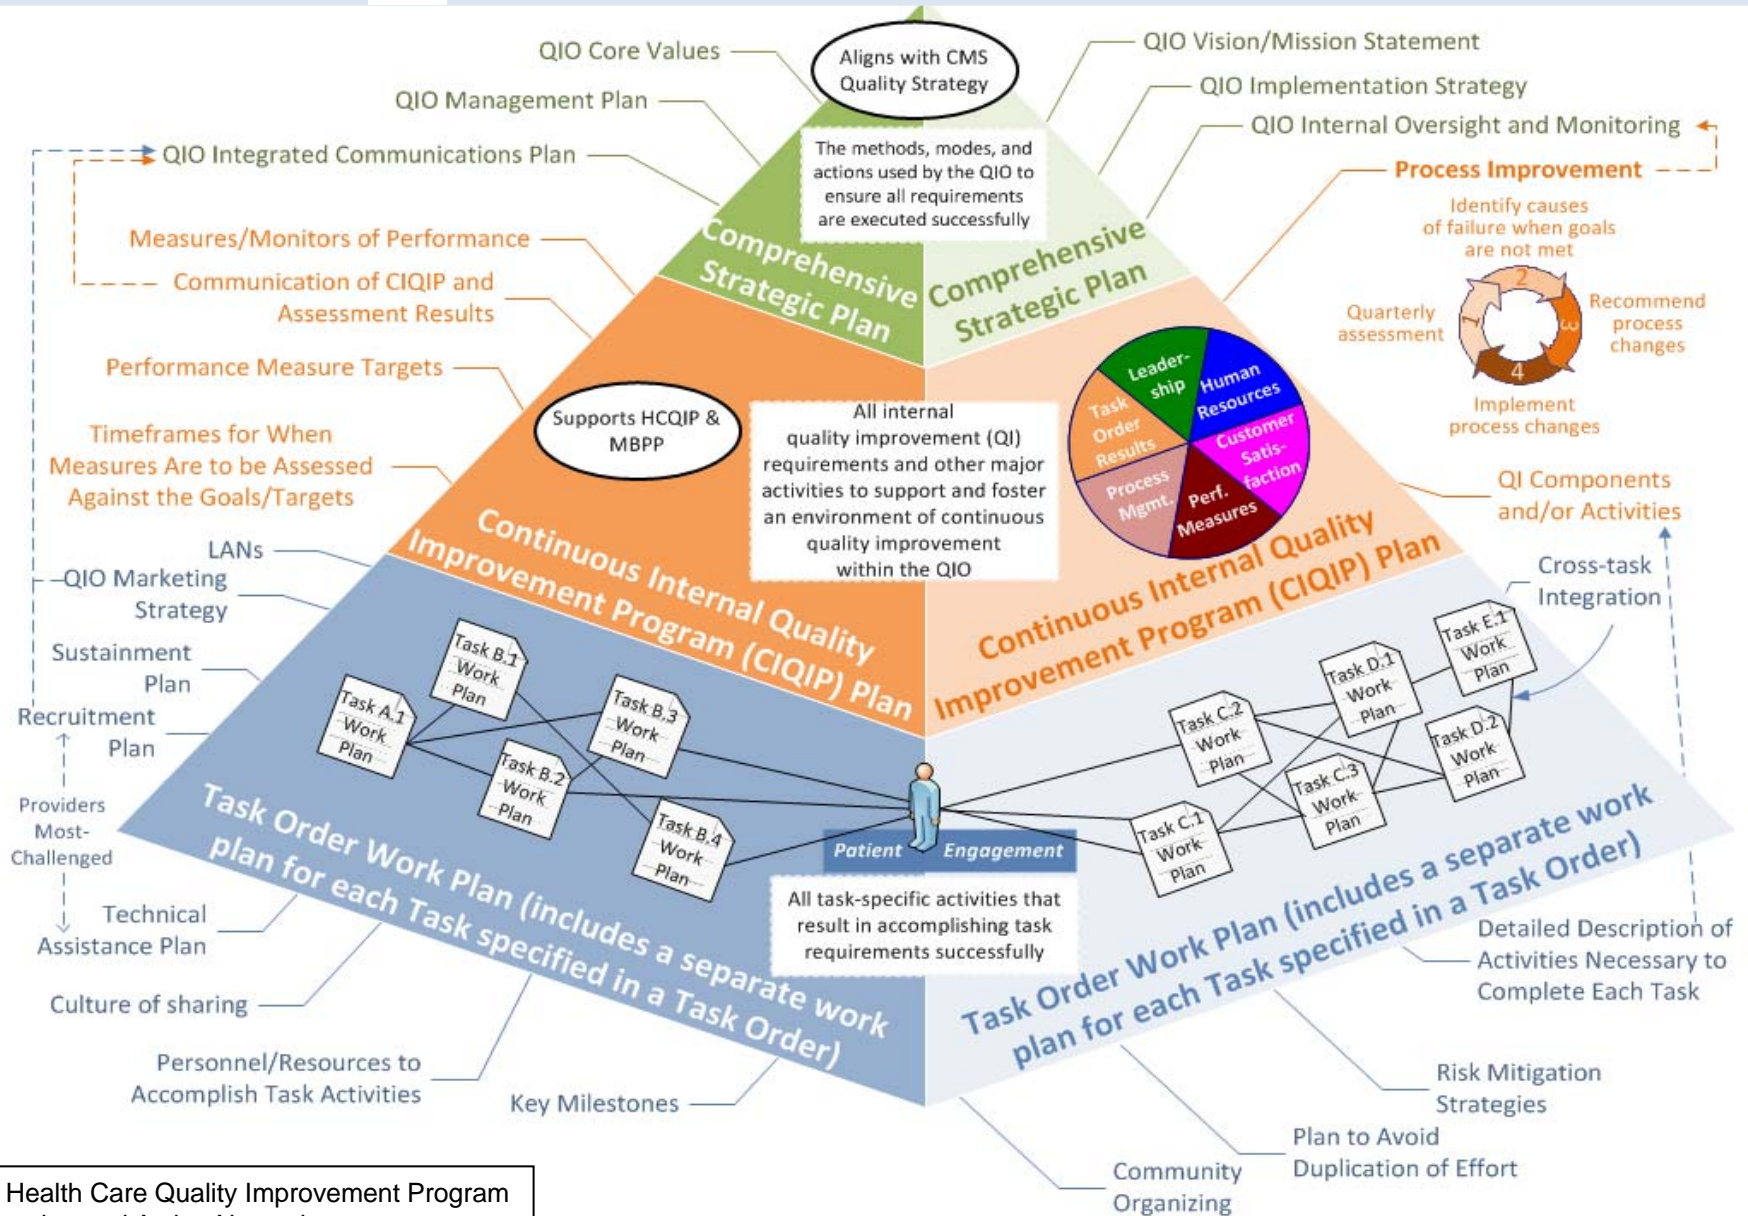 QIO Core Values
QIO Management Plan
QIO Integrated Communications Plan
Aligns with CMS
Quality Strategy
QIO Vision/Mission Statement
QIO Implementation Strategy
QIO Internal Oversight and Monitoring
The methods, modes, and
actions used by the QIO to
ensure all requirements
are executed successfully
Comprehensive
Strategic Plan
Comprehensive
Strategic Plan
Measures/Monitors of Performance
Communication of CIQIP and
Assessment Results
Performance Measure Targets
Timeframes for When
Measures Are to be Assessed
Against the Goals/Targets
Supports HCQIP &
MBPP
All internal
quality improvement (QI)
requirements and other major
activities to support and foster
an environment of continuous
quality improvement
within the QIO
Leader-
ship
Human
Resources
Customer
Satis-
faction
Perf.
Measures
Process
Mgmt.
Task
Order
Results
Process Improvement
Identify causes
of failure when goals
are not met
Quarterly
assessment
1
2
3
4
Recommend
process
changes
Implement
process changes
QI Components
and/or Activities
Continuous Internal Quality
Improvement Program (CIQIP) Plan
Continuous Internal Quality
Improvement Program (CIQIP) Plan
LANs
QIO Marketing
Strategy
Sustainment
Plan
Recruitment
Plan
Providers
Most-
Challenged
Technical
Assistance Plan
Culture of sharing
Personnel/Resources to
Accomplish Task Activities
Key Milestones
Task A.1
Work
Plan
Task B.1
Work
Plan
Task B.2
Work
Plan
Task B.3
Work
Plan
Task B.4
Work
Plan
Patient Engagement
All task-specific activities that
result in accomplishing task
requirements successfully
Task C.1
Work
Plan
Task C.2
Work
Plan
Task C.3
Work
Plan
Task D.1
Work
Plan
Task D.2
Work
Plan
Task E.1
Work
Plan
Cross-task
Integration
Task Order Work Plan (includes a separate work
plan for each Task specified in a Task Order)
Task Order Work Plan (includes a separate work
plan for each Task specified in a Task Order)
Detailed Description of
Activities Necessary to
Complete Each Task
Risk Mitigation
Strategies
Plan to Avoid
Duplication of Effort
Community
Organizing
Health Care Quality Improvement Program